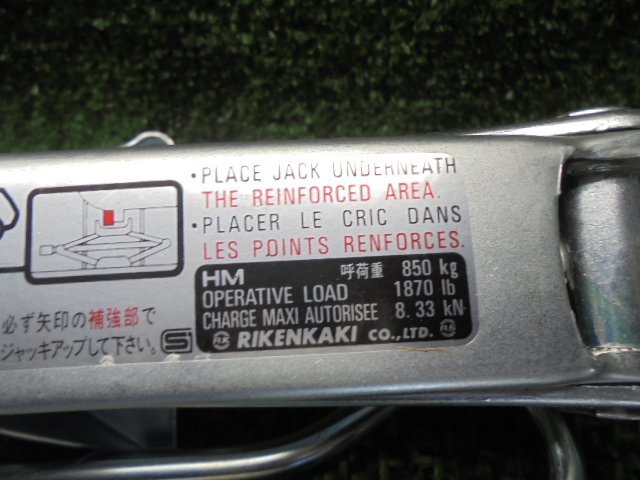 ・PLACE JACK UNDERNEATH
THE REINFORCED AREA.
・PLACER LE CRIC DANS
LES POINTS RENFORCES.
HM 呼荷重 850 kg
OPERATIVE LOAD 1870 lb
CHARGE MAXI AUTORISEE 8.33 kN
RIKENKAKI CO.,LTD.
必ず矢印の補強部で
ジャッキアップして下さい。